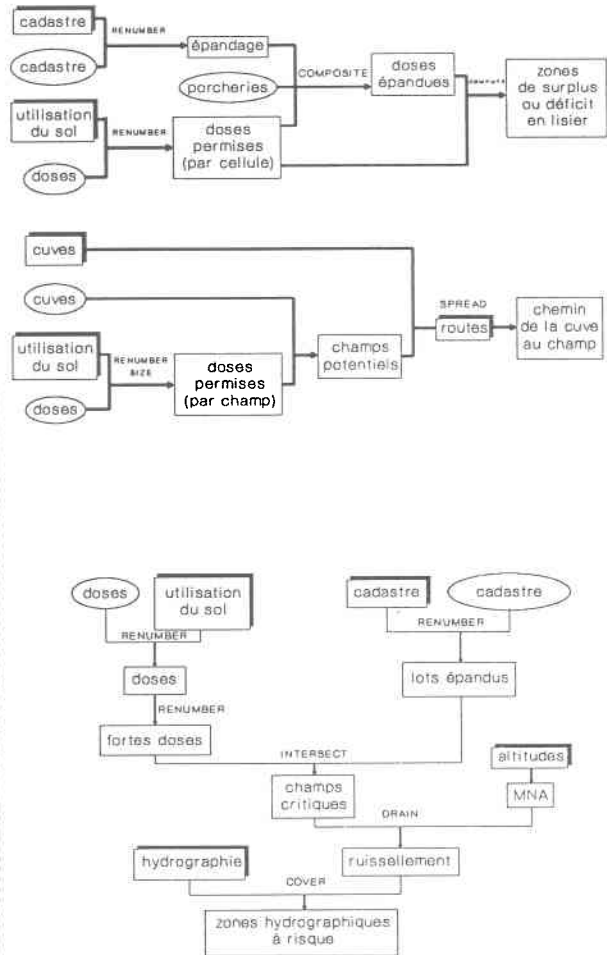 cadastre
RENUMBER
cadastre
épandage
porcheries
COMPOSITE
doses
épandues
zones
de surplus
ou déficit
en lisier
utilisation
du sol
RENUMBER
doses
doses
permises
(par cellule)
cuves
cuves
utilisation
du sol
RENUMBER
SIZE
doses
doses
permises
(par champ)
champs
potentiels
SPREAD
routes
chemin
de la cuve
au champ
doses
utilisation
du sol
RENUMBER
doses
RENUMBER
fortes doses
cadastre
cadastre
RENUMBER
lots épandus
INTERSECT
champs
critiques
altitudes
MNA
DRAIN
hydrographie
ruissellement
COVER
zones hydrographiques
à risque